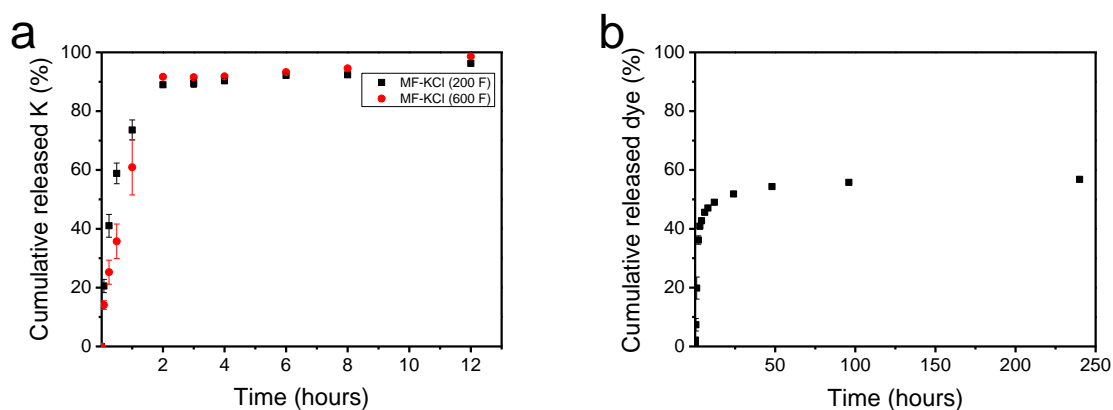 a
Cumulative released K (%)
100
80
60
40
20
0
MF-KCl (200 F)
MF-KCl (600 F)
2 4 6 8 10 12
Time (hours)
b
Cumulative released dye (%)
100
80
60
40
20
0
50 100 150 200 250
Time (hours)